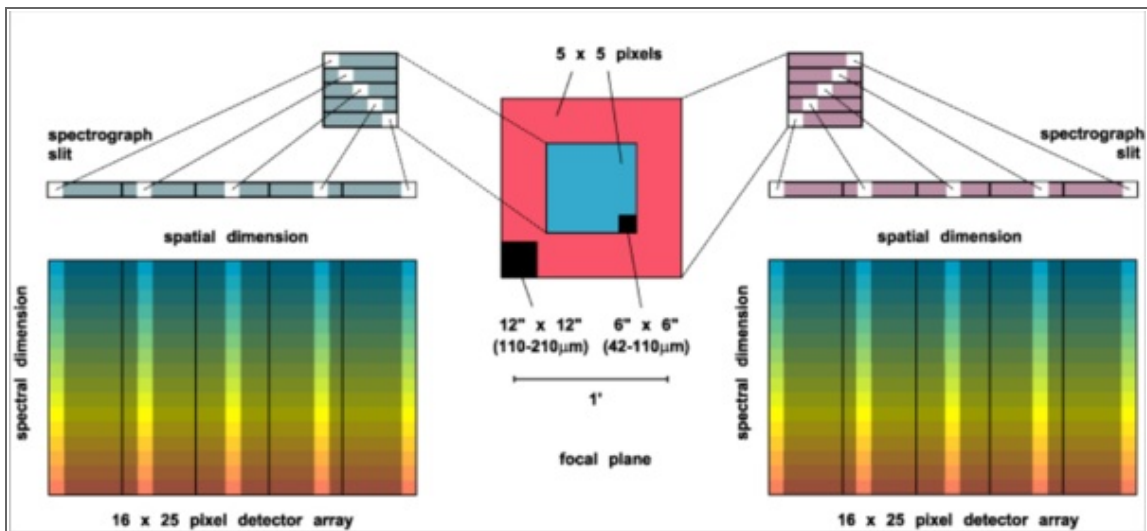 5 x 5 pixels
spectrograph
slit
spectrograph
slit
spatial dimension
spatial dimension
spectral dimension
spectral dimension
12" x 12"
(110-210μm)
6" x 6"
(42-110μm)
1'
focal plane
16 x 25 pixel detector array
16 x 25 pixel detector array